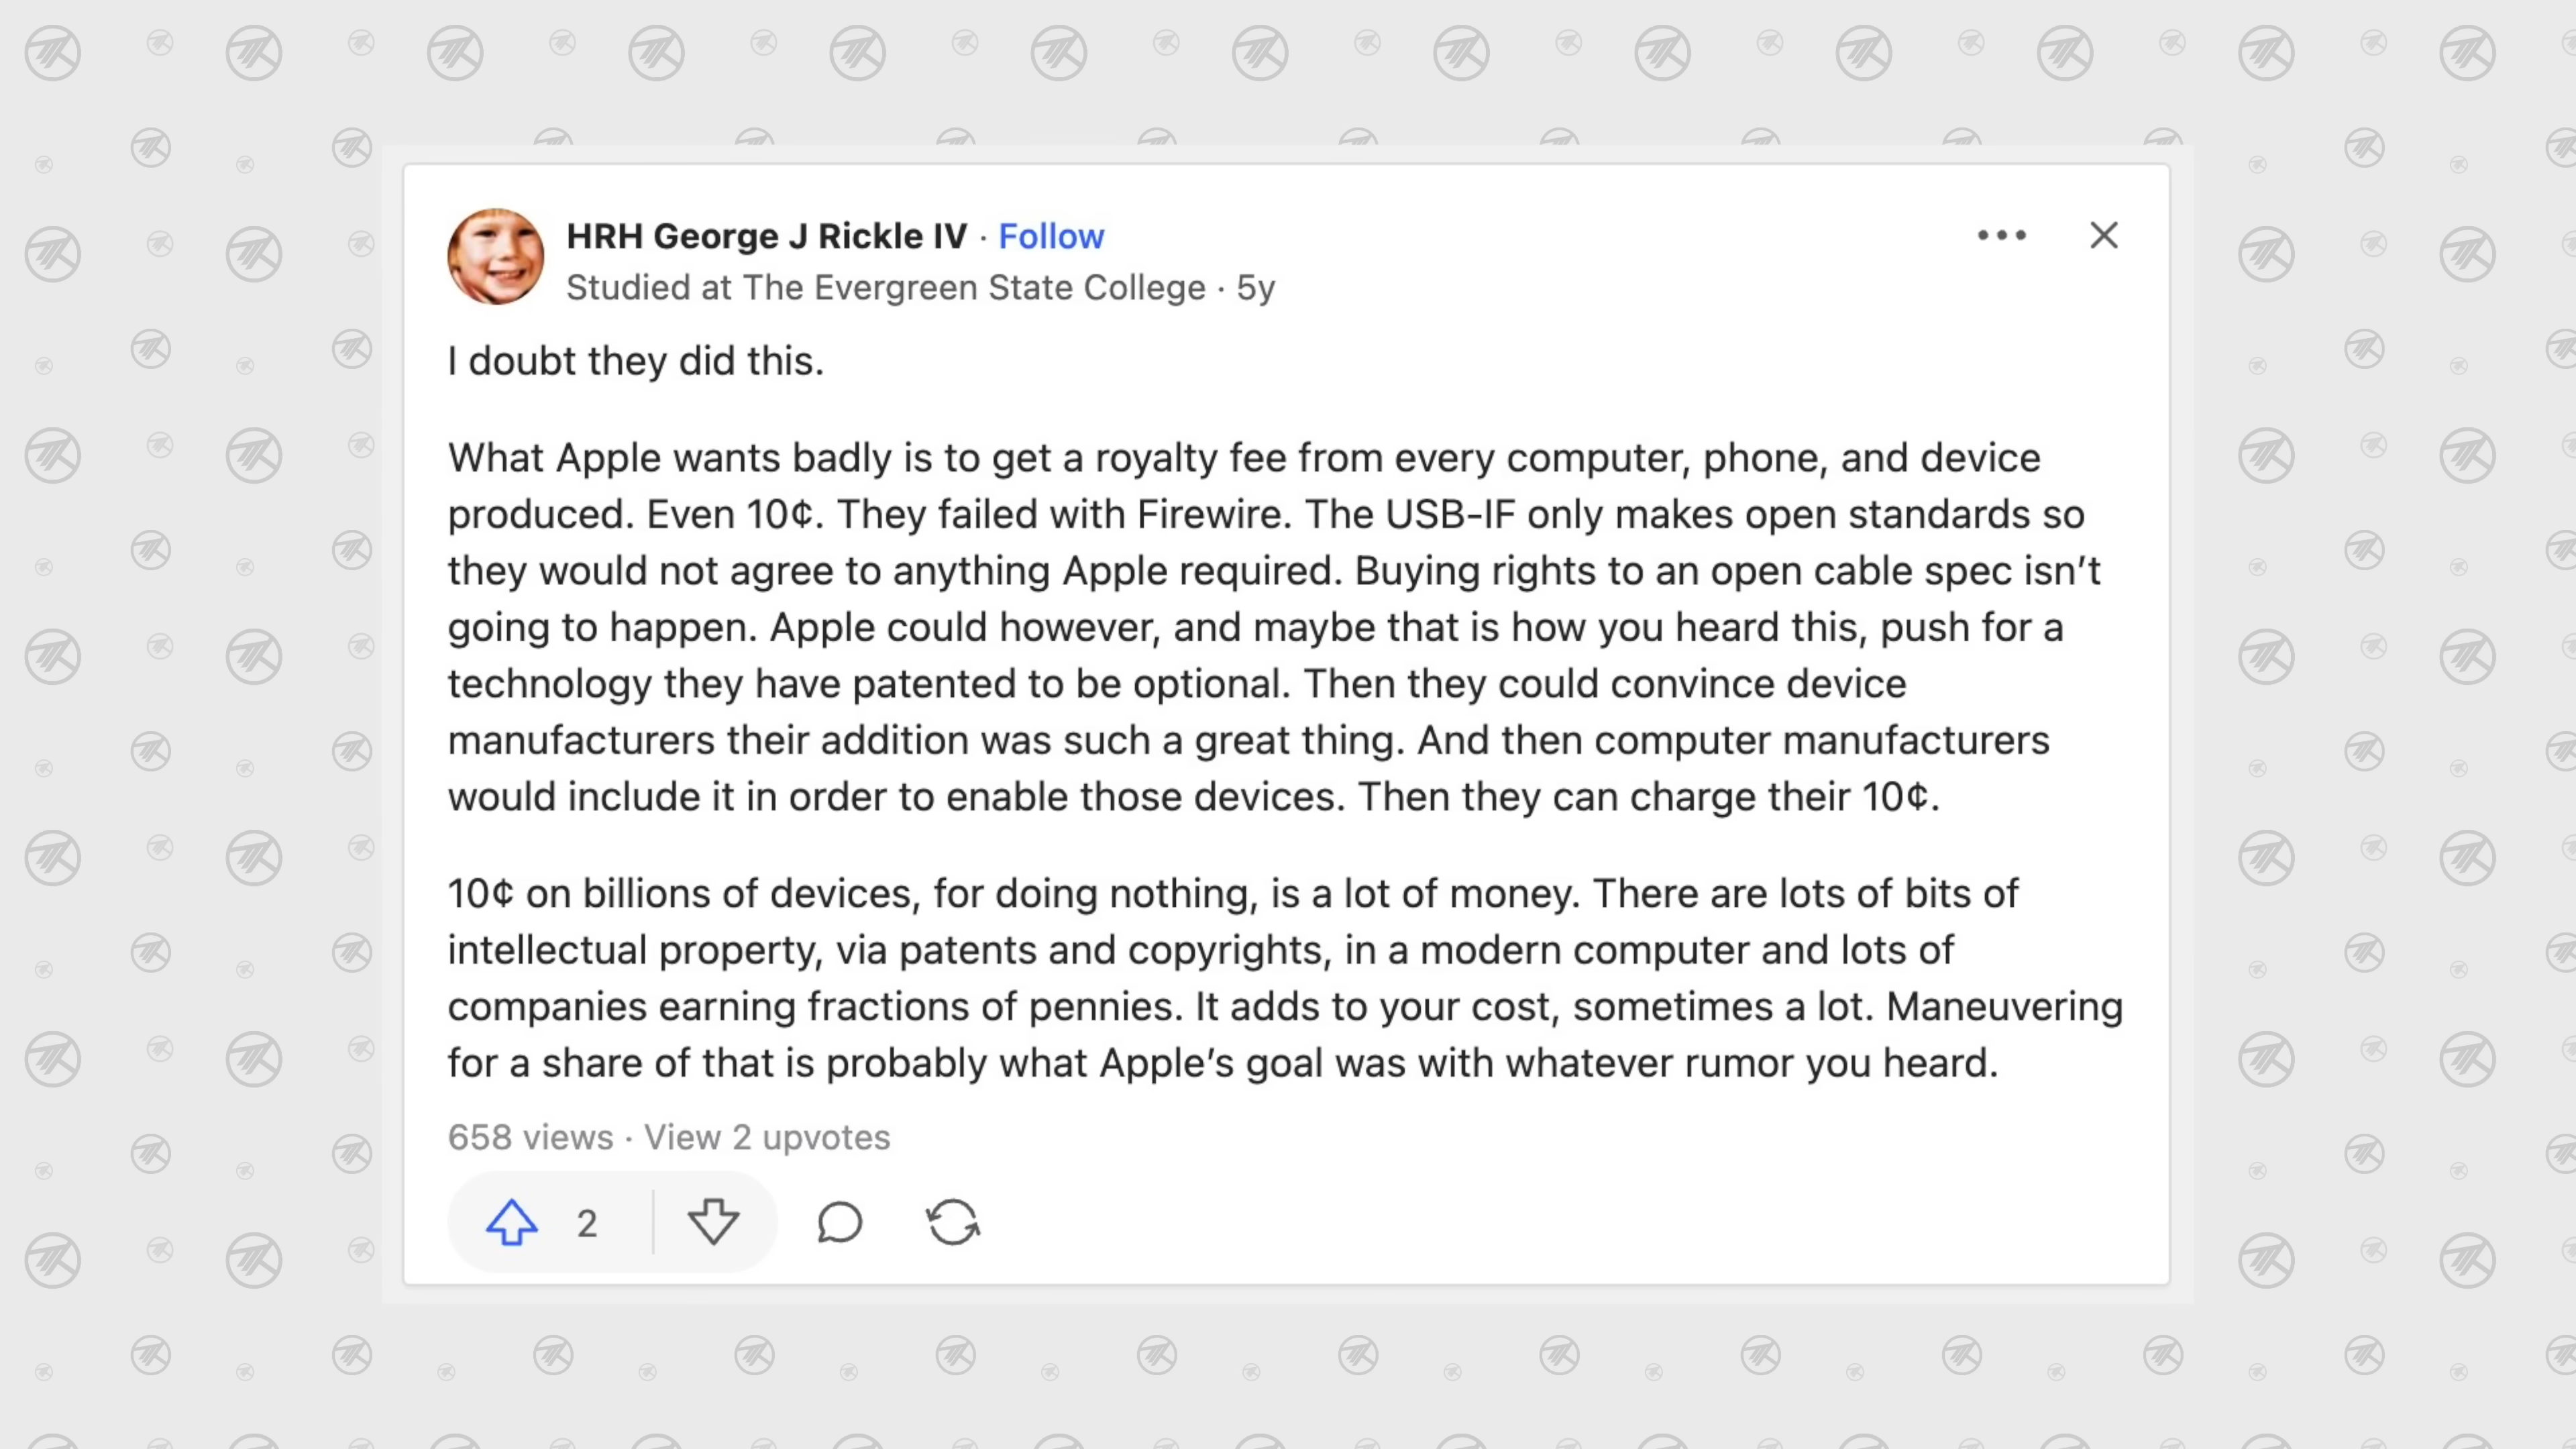 HRH George J Rickle IV · Follow
Studied at The Evergreen State College · 5y
I doubt they did this.
What Apple wants badly is to get a royalty fee from every computer, phone, and device
produced. Even 10¢. They failed with Firewire. The USB-IF only makes open standards so
they would not agree to anything Apple required. Buying rights to an open cable spec isn’t
going to happen. Apple could however, and maybe that is how you heard this, push for a
technology they have patented to be optional. Then they could convince device
manufacturers their addition was such a great thing. And then computer manufacturers
would include it in order to enable those devices. Then they can charge their 10¢.
10¢ on billions of devices, for doing nothing, is a lot of money. There are lots of bits of
intellectual property, via patents and copyrights, in a modern computer and lots of
companies earning fractions of pennies. It adds to your cost, sometimes a lot. Maneuvering
for a share of that is probably what Apple’s goal was with whatever rumor you heard.
658 views · View 2 upvotes
2